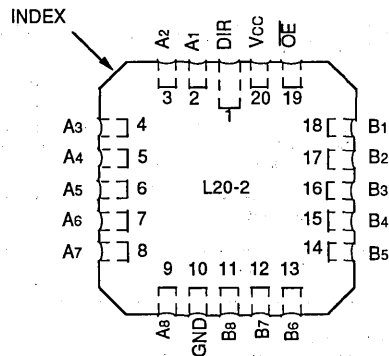 INDEX
A2 A1 DIR Vcc O̅E̅
3 2 1 20 19
A3 4 18 B1
A4 5 17 B2
A5 6 L20-2 16 B3
A6 7 15 B4
A7 8 14 B5
9 10 11 12 13
A8 GND B8 B7 B6